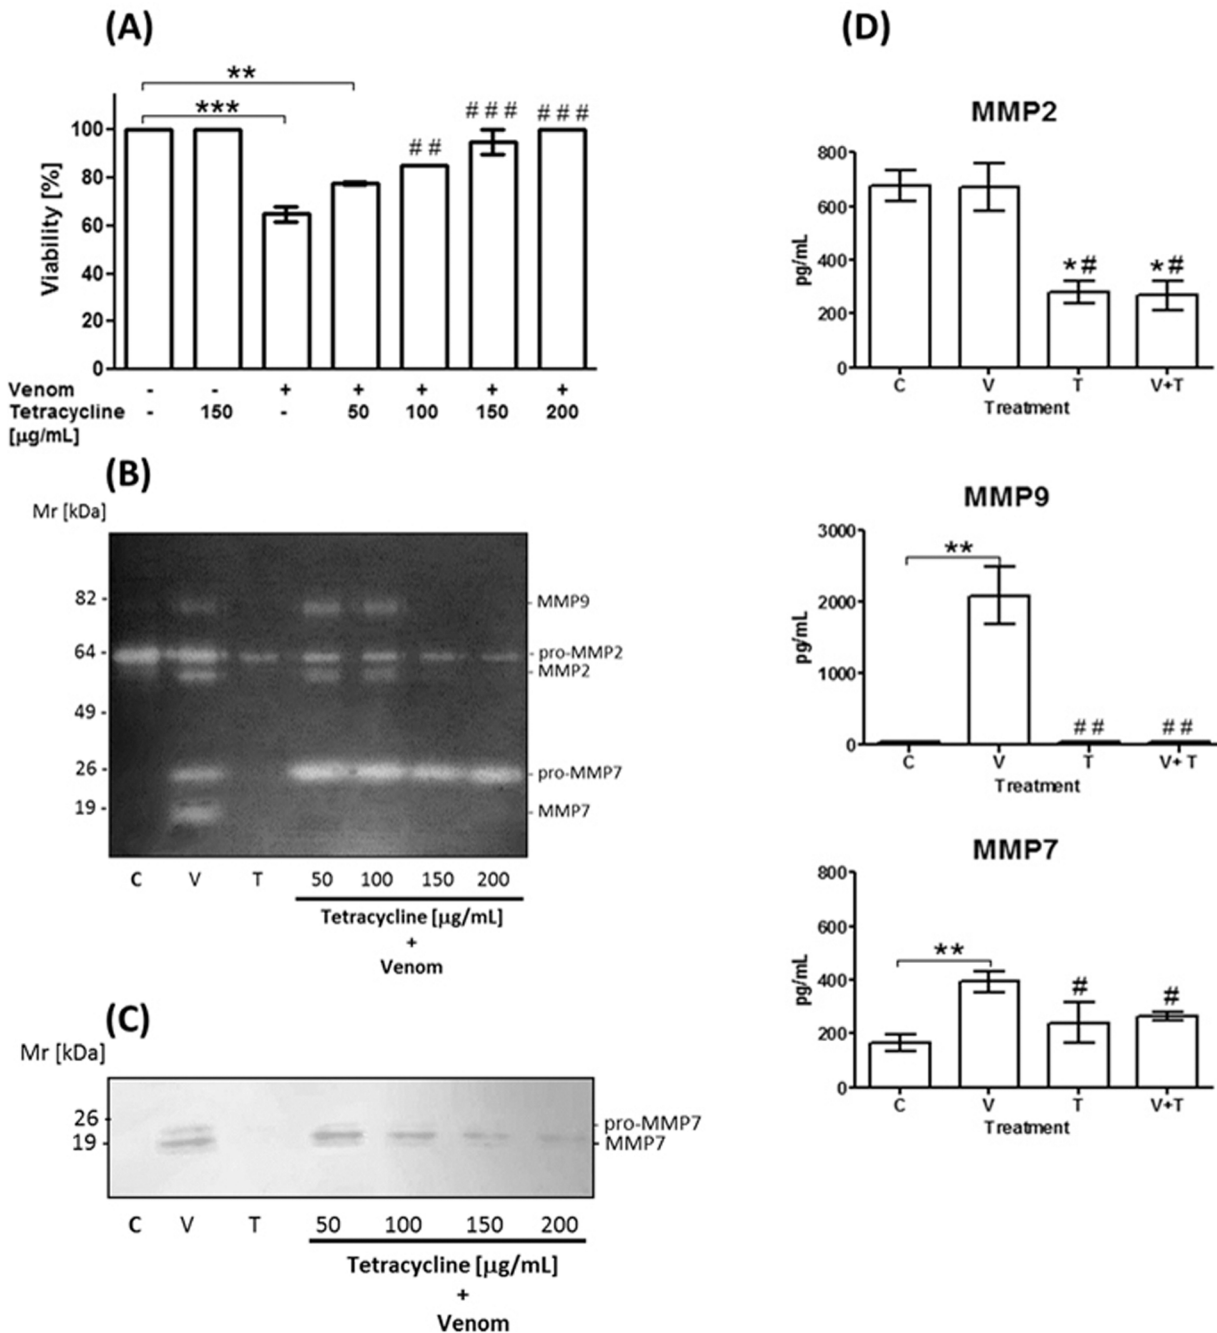 (A)
**
***
# #
# # #
# # #
100
80
60
40
20
0
Viability [%]
Venom - - + + + + +
Tetracycline - 150 - 50 100 150 200
[µg/mL]
(B)
Mr [kDa]
82 -
64 -
49 -
26 -
19 -
- MMP9
- pro-MMP2
- MMP2
- pro-MMP7
- MMP7
C V T 50 100 150 200
Tetracycline [µg/mL]
+
Venom
(C)
Mr [kDa]
26 -
19 -
- pro-MMP7
- MMP7
C V T 50 100 150 200
Tetracycline [µg/mL]
+
Venom
(D)
MMP2
800
600
400
200
0
pg/mL
*# *#
C V T V+T
Treatment
MMP9
3000
2000
1000
0
pg/mL
**
# # # #
C V T V+ T
Treatment
MMP7
800
600
400
200
0
pg/mL
**
# #
C V T V+T
Treatment